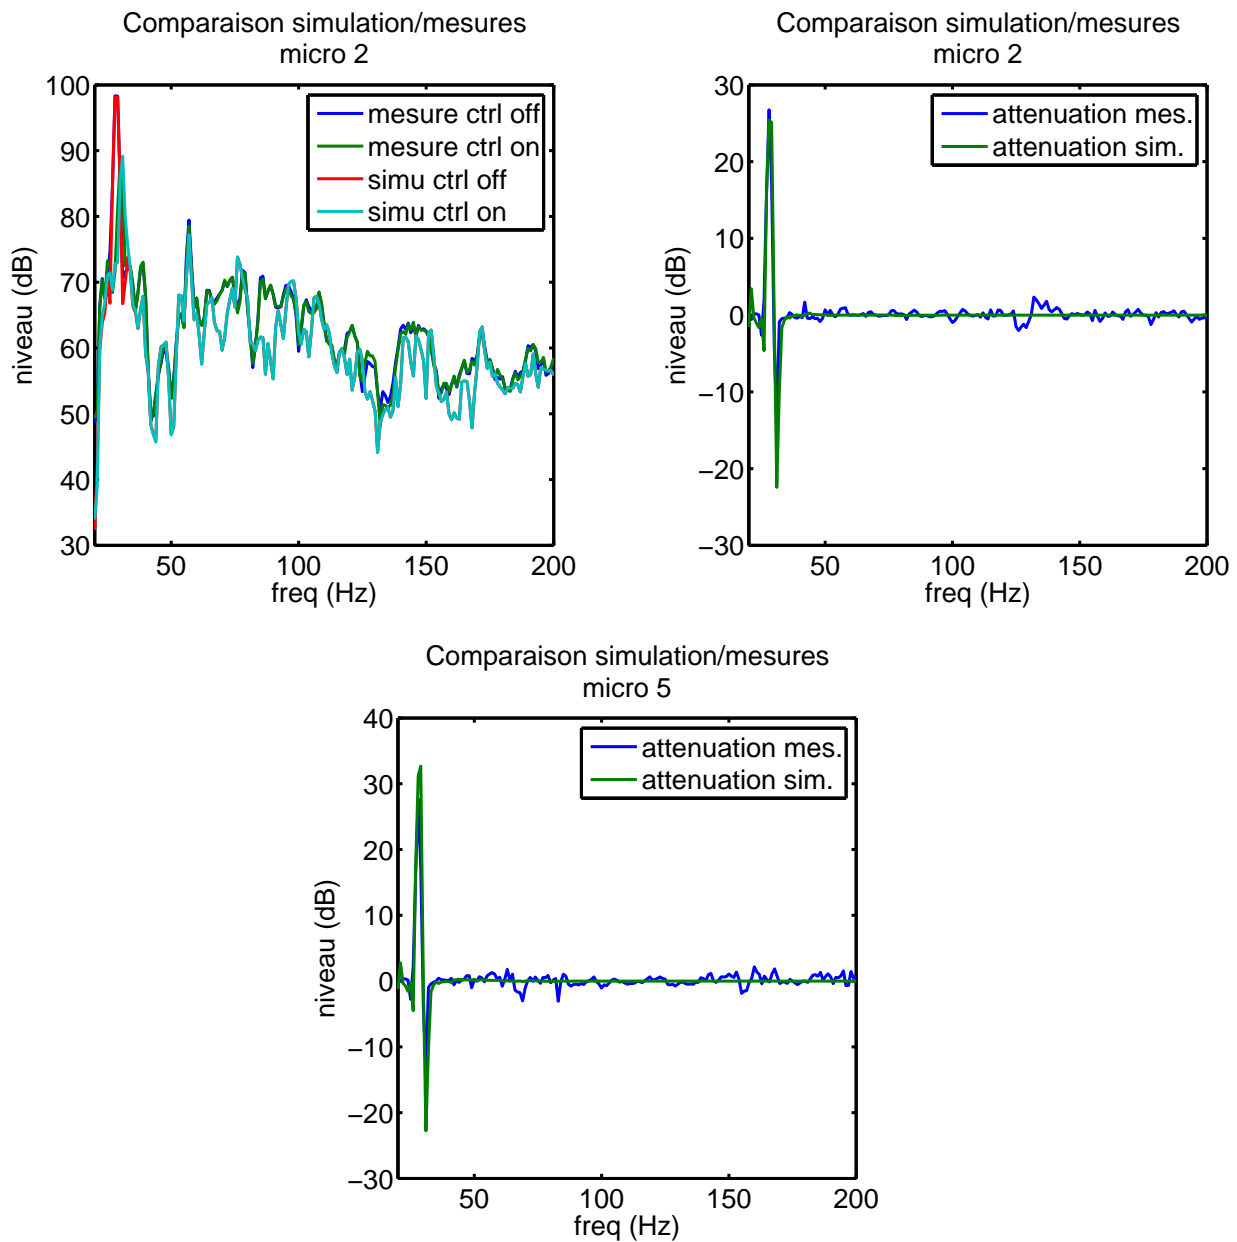 Comparaison simulation/mesures
micro 2
100
90
80
70
60
50
40
30
niveau (dB)
50
100
150
200
freq (Hz)
mesure ctrl off
mesure ctrl on
simu ctrl off
simu ctrl on
Comparaison simulation/mesures
micro 2
30
20
10
0
−10
−20
−30
niveau (dB)
50
100
150
200
freq (Hz)
attenuation mes.
attenuation sim.
Comparaison simulation/mesures
micro 5
40
30
20
10
0
−10
−20
−30
niveau (dB)
50
100
150
200
freq (Hz)
attenuation mes.
attenuation sim.